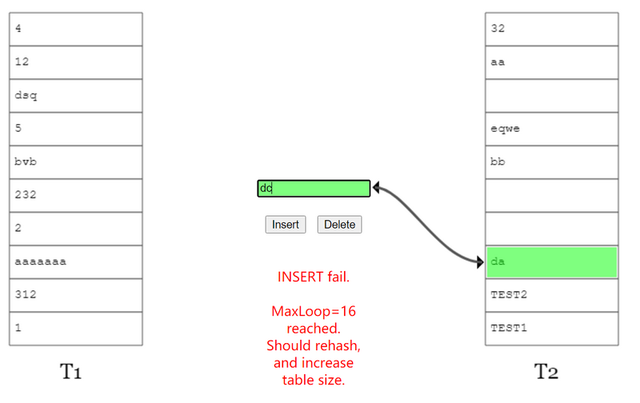 4
12
dsq
5
bvb
232
2
aaaaaaa
312
1
T1
dc
Insert
Delete
INSERT fail.
MaxLoop=16
reached.
Should rehash,
and increase
table size.
32
aa
eqwe
bb
da
TEST2
TEST1
T2